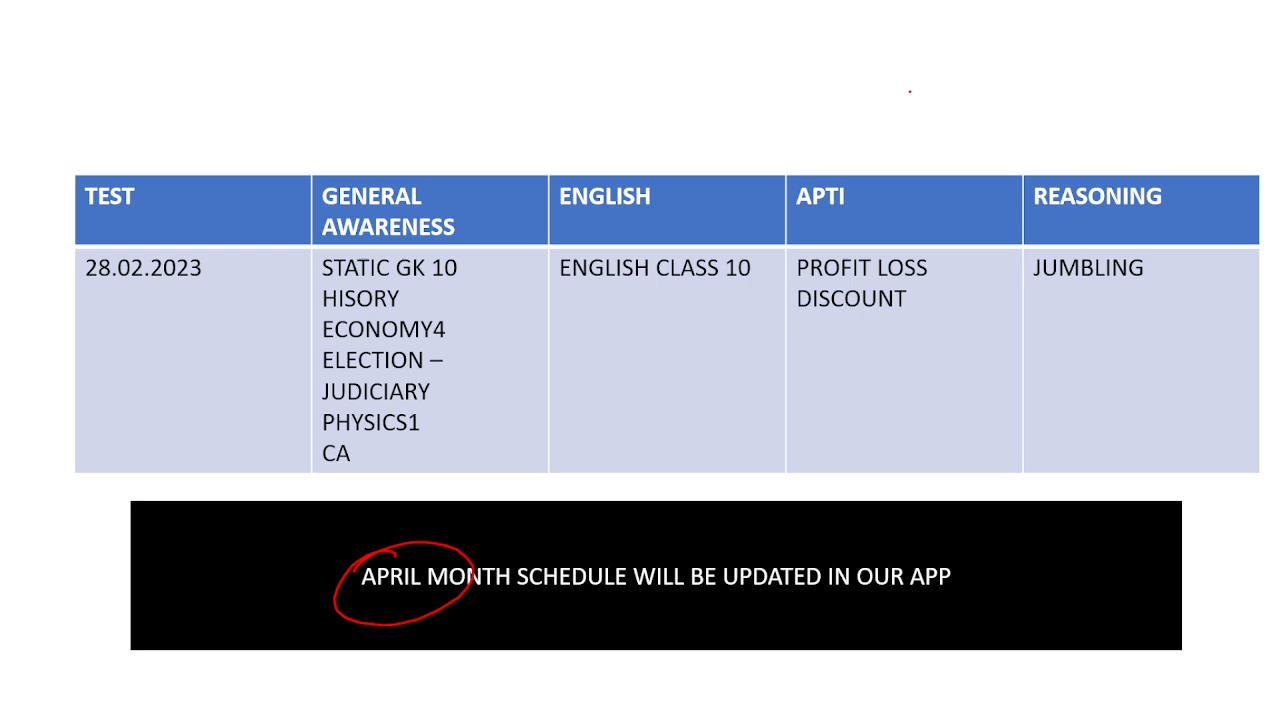 TEST
GENERAL
AWARENESS
ENGLISH
APTI
REASONING
28.02.2023
STATIC GK 10
HISORY
ECONOMY4
ELECTION –
JUDICIARY
PHYSICS1
CA
ENGLISH CLASS 10
PROFIT LOSS
DISCOUNT
JUMBLING
APRIL MONTH SCHEDULE WILL BE UPDATED IN OUR APP